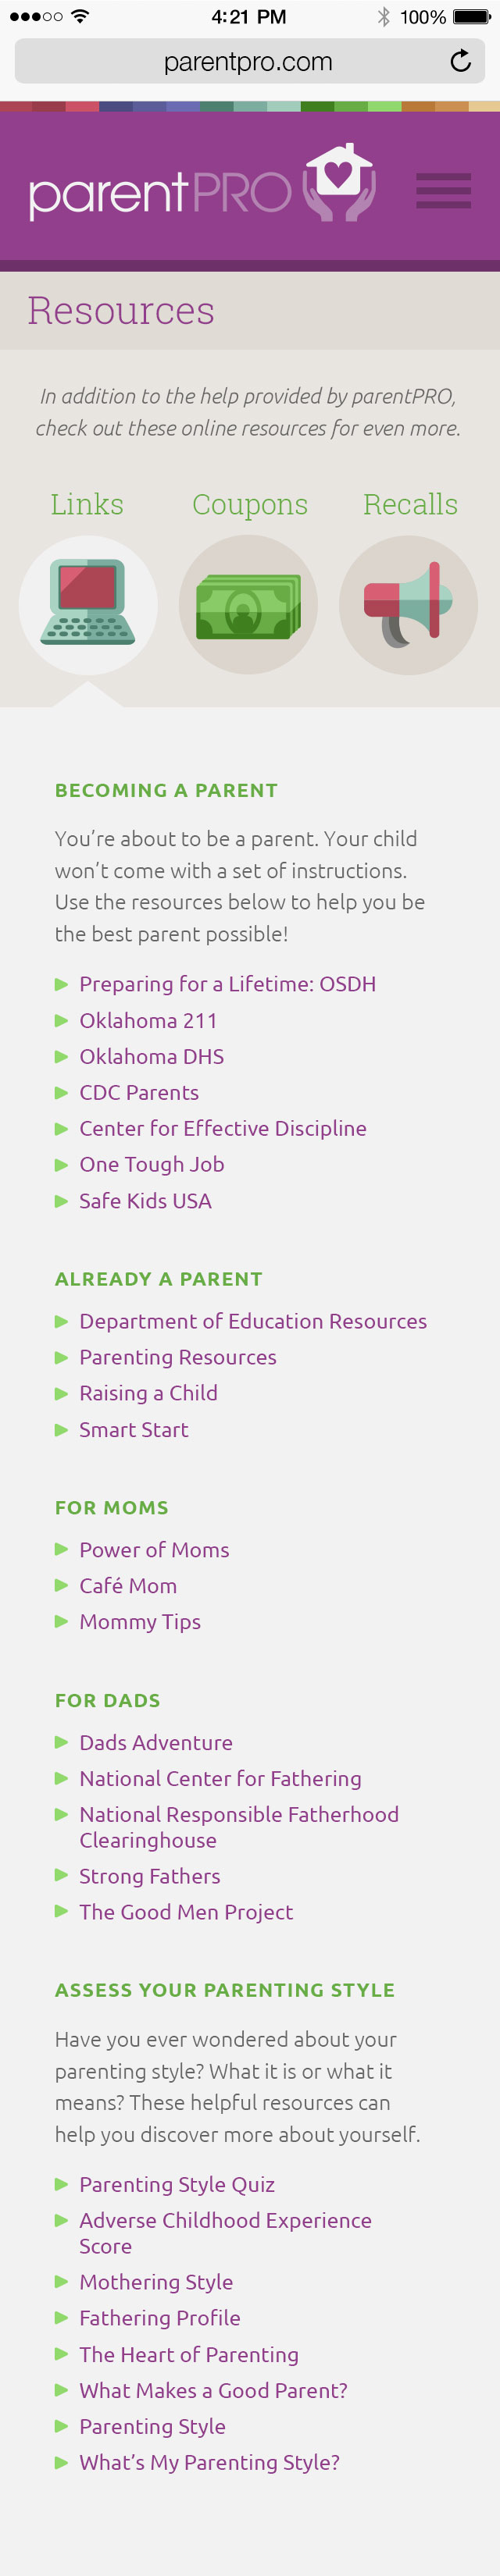 4:21 PM 100%
parentpro.com
parentPRO
Resources
In addition to the help provided by parentPRO,
check out these online resources for even more.
Links Coupons Recalls
BECOMING A PARENT
You’re about to be a parent. Your child
won’t come with a set of instructions.
Use the resources below to help you be
the best parent possible!
Preparing for a Lifetime: OSDH
Oklahoma 211
Oklahoma DHS
CDC Parents
Center for Effective Discipline
One Tough Job
Safe Kids USA
ALREADY A PARENT
Department of Education Resources
Parenting Resources
Raising a Child
Smart Start
FOR MOMS
Power of Moms
Café Mom
Mommy Tips
FOR DADS
Dads Adventure
National Center for Fathering
National Responsible Fatherhood
Clearinghouse
Strong Fathers
The Good Men Project
ASSESS YOUR PARENTING STYLE
Have you ever wondered about your
parenting style? What it is or what it
means? These helpful resources can
help you discover more about yourself.
Parenting Style Quiz
Adverse Childhood Experience
Score
Mothering Style
Fathering Profile
The Heart of Parenting
What Makes a Good Parent?
Parenting Style
What’s My Parenting Style?